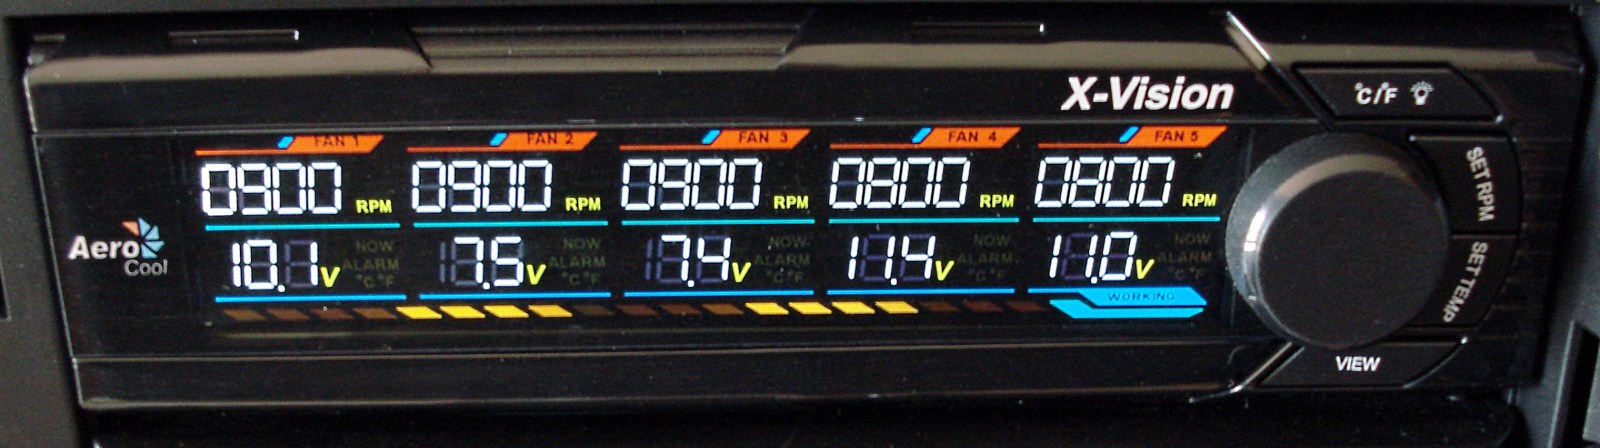 X-Vision
°C/°F
FAN 1 FAN 2 FAN 3 FAN 4 FAN 5
0900 RPM 0900 RPM 0900 RPM 0800 RPM 0800 RPM
SET RPM
Aero Cool
10.1 V 7.5 V 7.4 V 11.4 V 11.0 V
NOW NOW NOW NOW NOW
ALARM ALARM ALARM ALARM ALARM
°C °F °C °F °C °F °C °F °C °F
SET TEMP
WORKING
VIEW